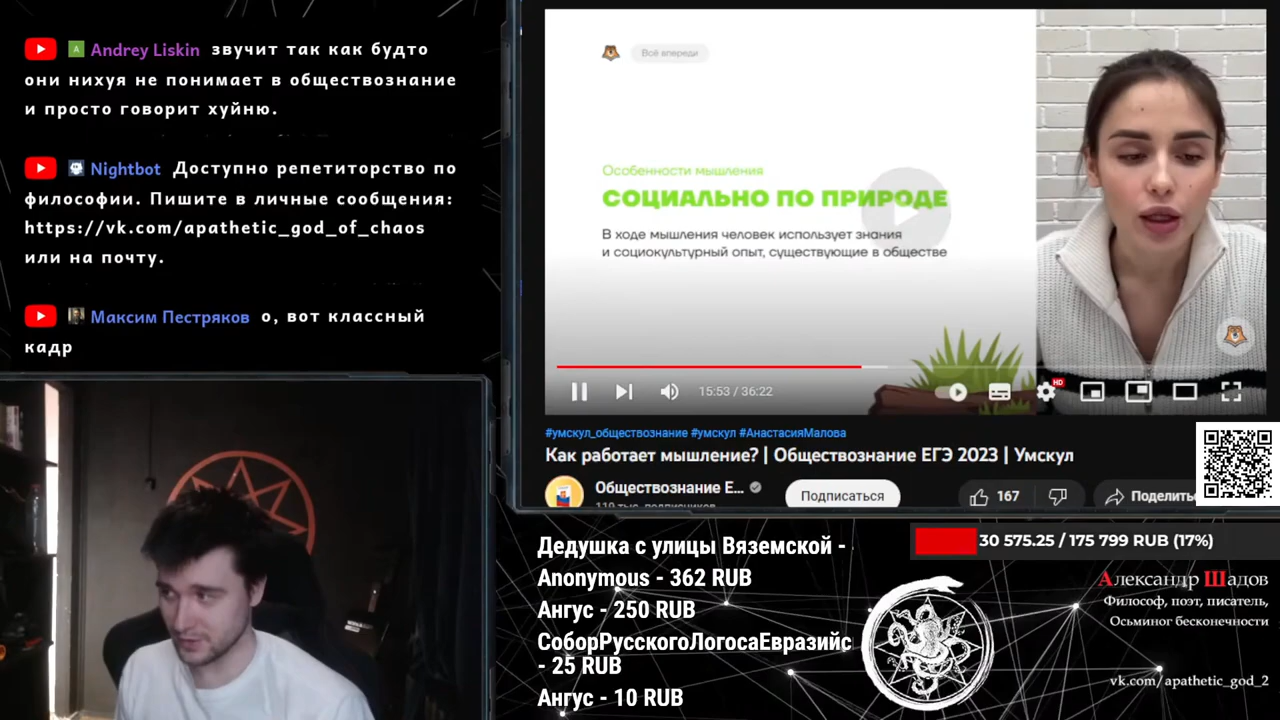 Andrey Liskin звучит так как будто
они нихуя не понимает в обществознание
и просто говорит хуйню.
Nightbot Доступно репетиторство по
философии. Пишите в личные сообщения:
https://vk.com/apathetic_god_of_chaos
или на почту.
Максим Пестряков о, вот классный
кадр
Всё впереди
Особенности мышления
СОЦИАЛЬНО ПО ПРИРОДЕ
В ходе мышления человек использует знания
и социокультурный опыт, существующие в обществе
15:53 / 36:22
HD
#умскул_обществознание #умскул #АнастасияМалова
Как работает мышление? | Обществознание ЕГЭ 2023 | Умскул
Обществознание Е...
Подписаться
167
Поделить
30 575.25 / 175 799 RUB (17%)
Дедушка с улицы Вяземской -
Anonymous - 362 RUB
Ангус - 250 RUB
СоборРусскогоЛогосаЕвразийс
- 25 RUB
Ангус - 10 RUB
Александр Шадов
Философ, поэт, писатель,
Осьминог бесконечности
vk.com/apathetic_god_2